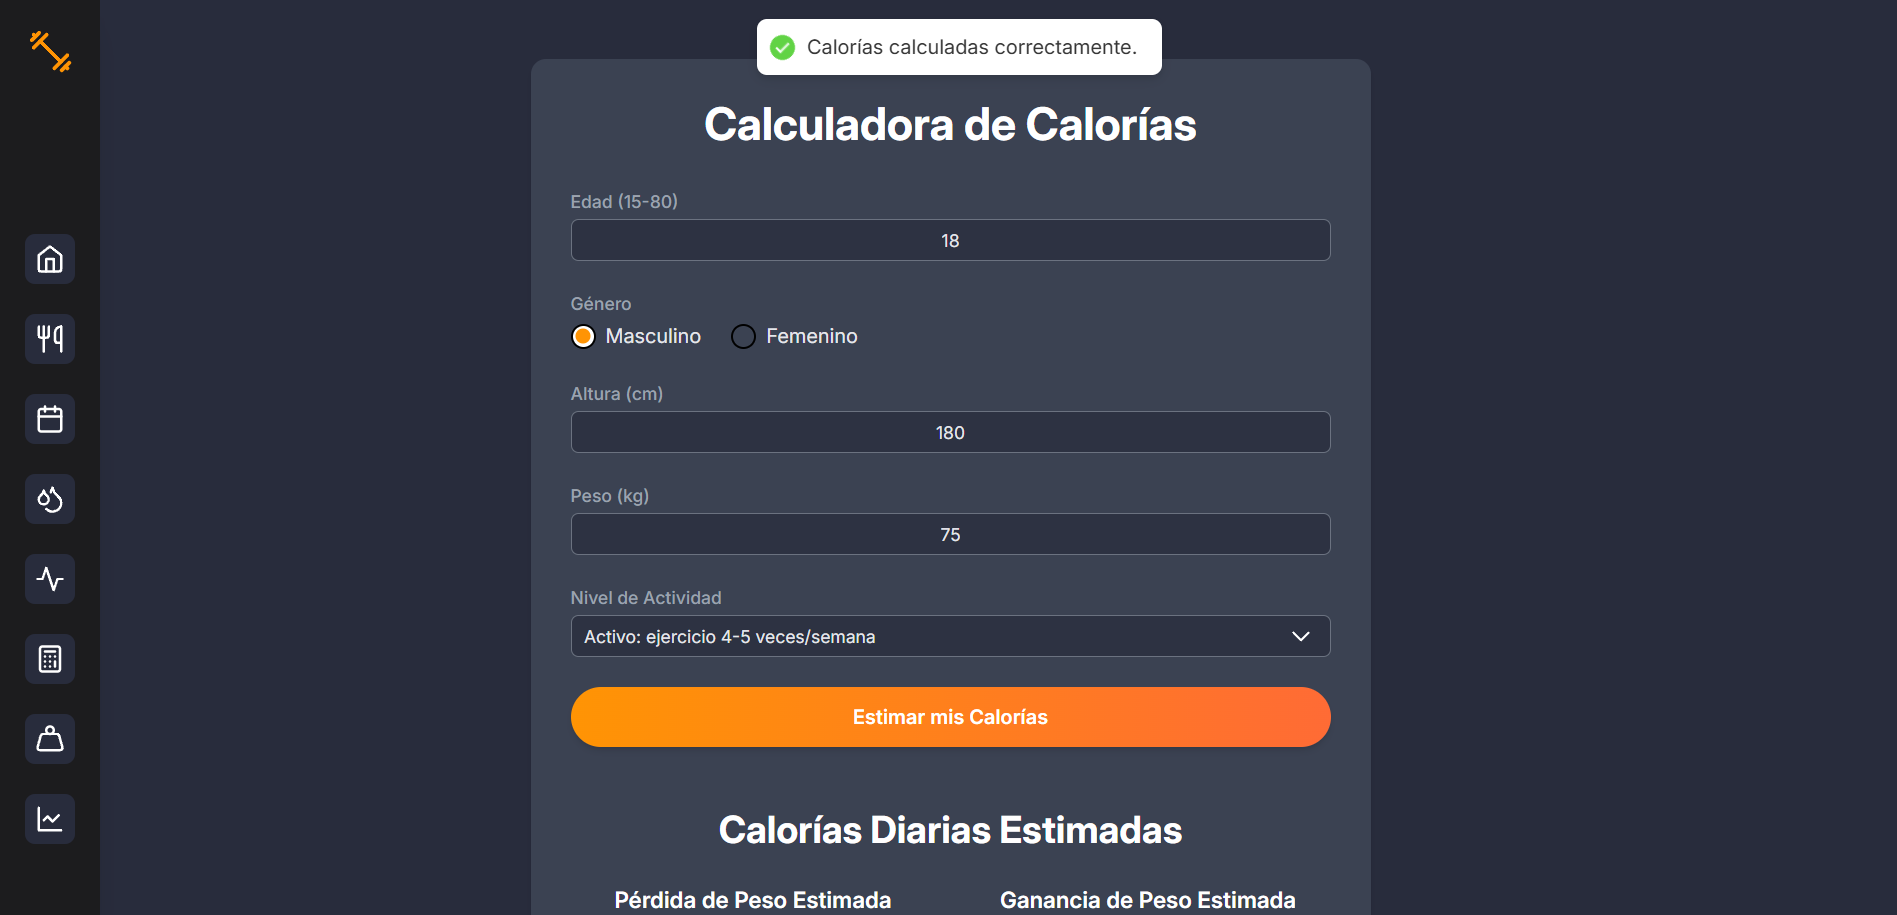 Calorías calculadas correctamente.
Calculadora de Calorías
Edad (15-80)
18
Género
Masculino Femenino
Altura (cm)
180
Peso (kg)
75
Nivel de Actividad
Activo: ejercicio 4-5 veces/semana
Estimar mis Calorías
Calorías Diarias Estimadas
Pérdida de Peso Estimada Ganancia de Peso Estimada